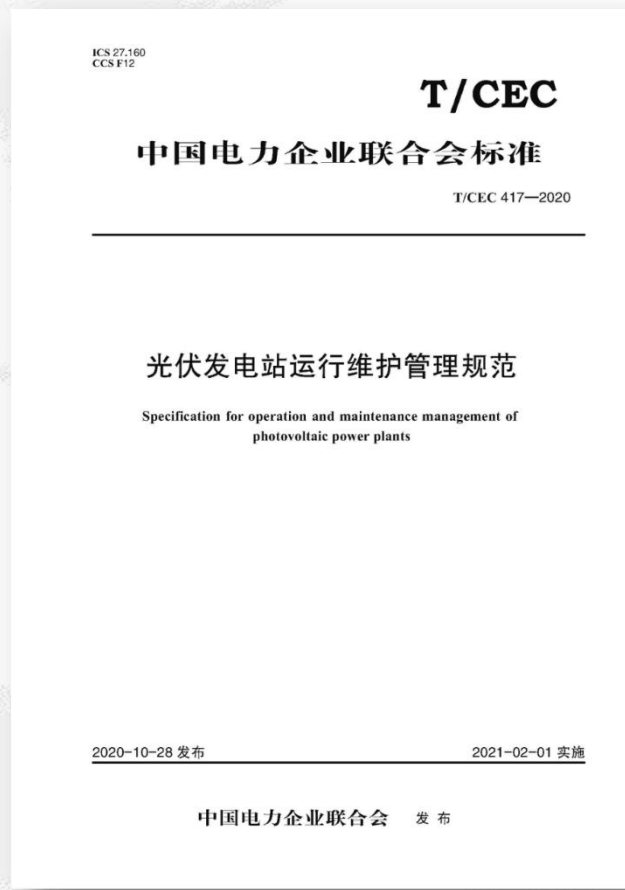 ICS 27.160
CCS F12
T/CEC
中国电力企业联合会标准
T/CEC 417—2020
光伏发电站运行维护管理规范
Specification for operation and maintenance management of
photovoltaic power plants
2020-10-28 发布 2021-02-01 实施
中国电力企业联合会 发布